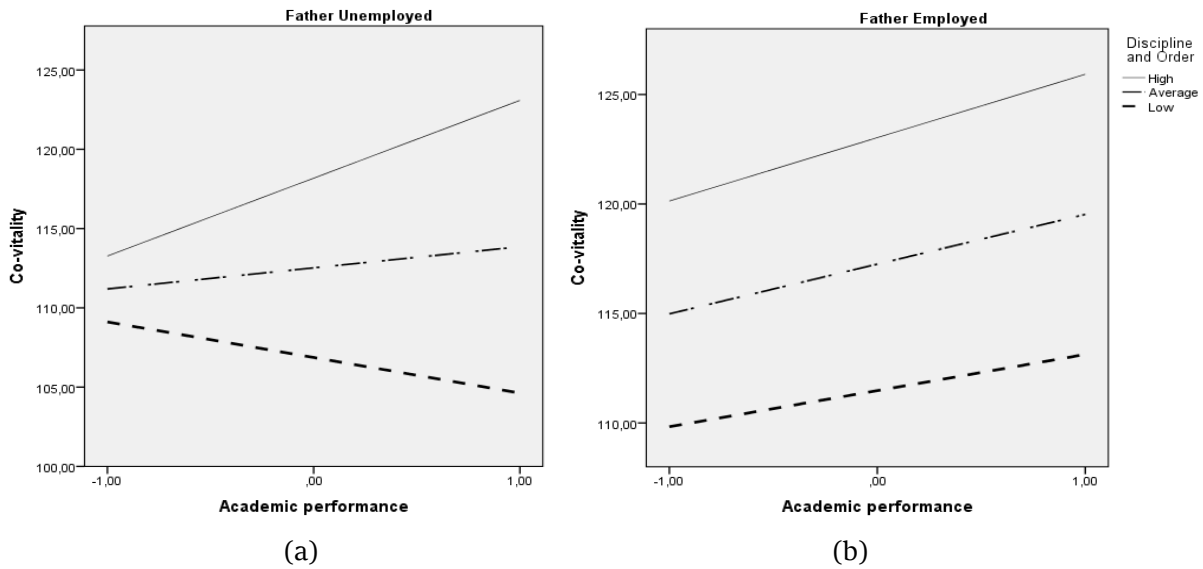 Father Unemployed
125,00
120,00
115,00
110,00
105,00
100,00
Co-vitality
-1,00
,00
1,00
Academic performance
(a)
Father Employed
125,00
120,00
115,00
110,00
Co-vitality
-1,00
,00
1,00
Academic performance
(b)
Discipline
and Order
High
Average
Low